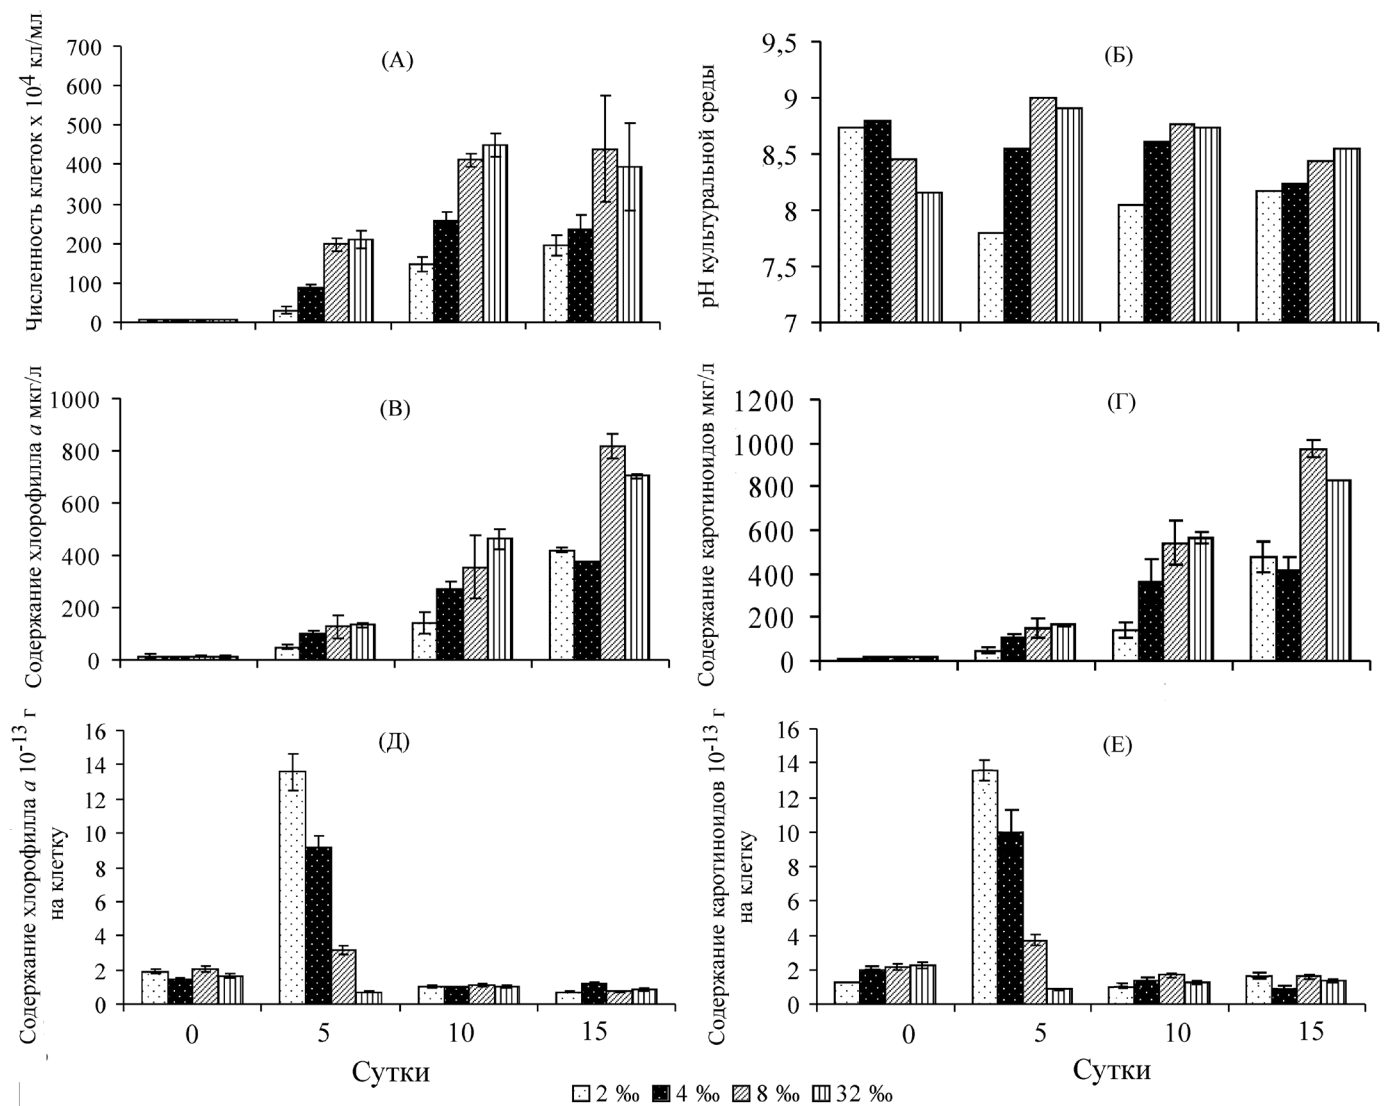 Численность клеток x 10⁴ кл/мл
700
600
500
400
300
200
100
0
(А)
pH культуральной среды
9,5
9
8,5
8
7,5
7
(Б)
Содержание хлорофилла a мкг/л
1000
800
600
400
200
0
(В)
Содержание каротиноидов мкг/л
1200
1000
800
600
400
200
0
(Г)
Содержание хлорофилла a 10⁻¹³ г
на клетку
16
14
12
10
8
6
4
2
0
(Д)
0 5 10 15
Сутки
Содержание каротиноидов 10⁻¹³ г
на клетку
16
14
12
10
8
6
4
2
0
(Е)
0 5 10 15
Сутки
2 ‰ 4 ‰ 8 ‰ 32 ‰